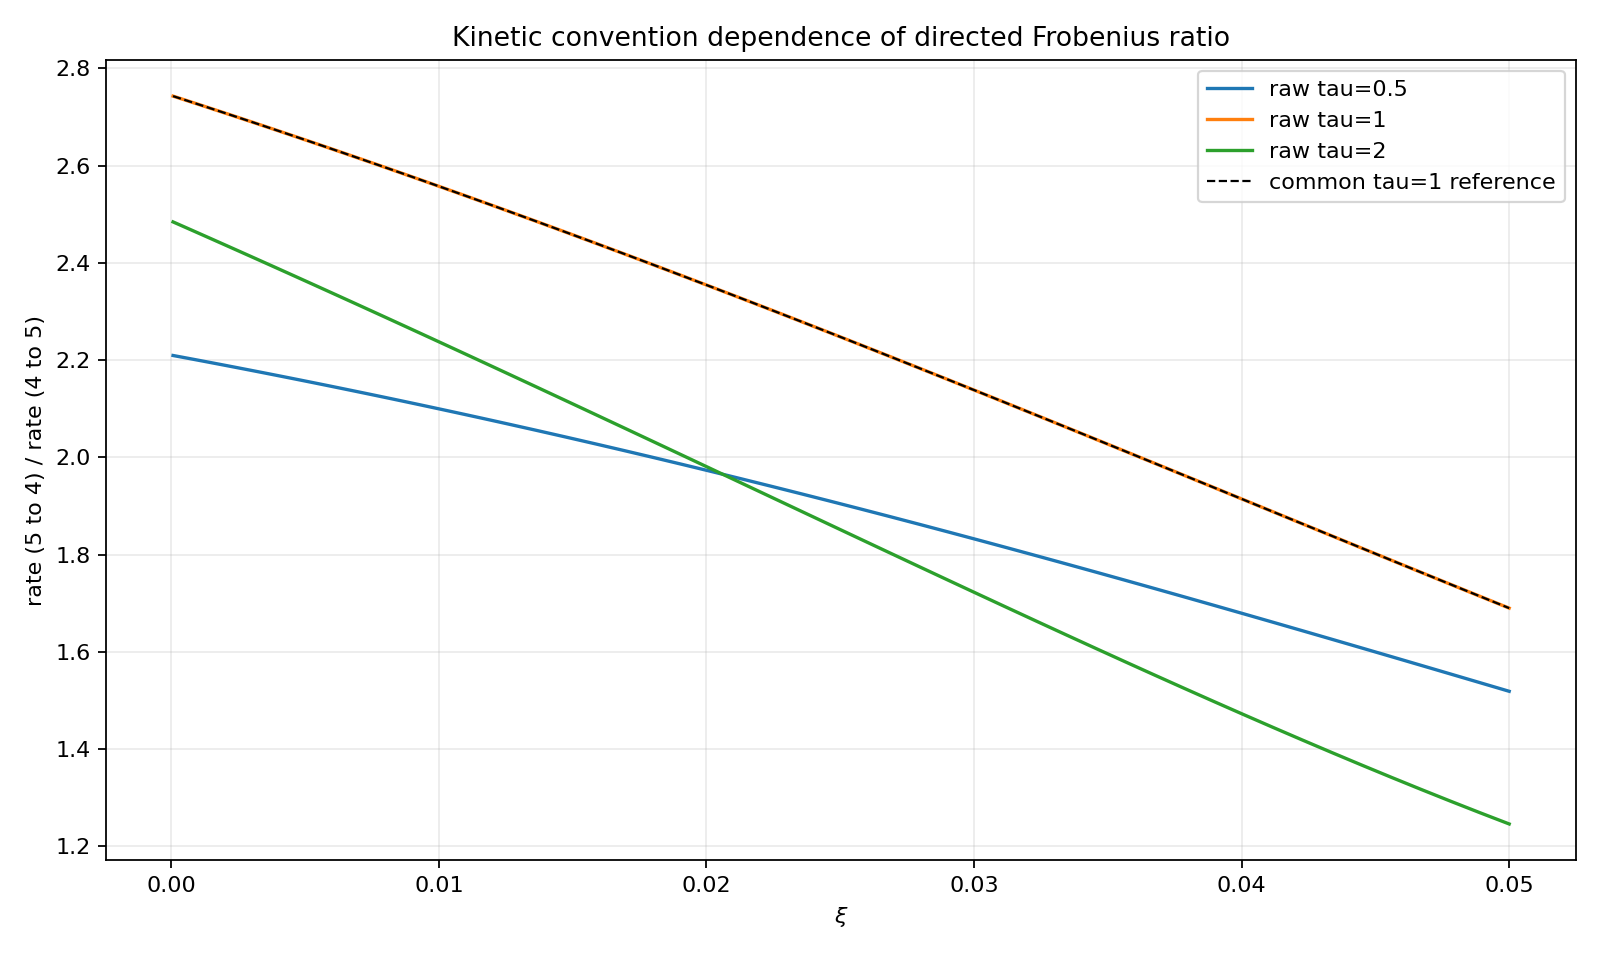 Kinetic convention dependence of directed Frobenius ratio
raw tau=0.5
raw tau=1
raw tau=2
common tau=1 reference
rate (5 to 4) / rate (4 to 5)
2.8
2.6
2.4
2.2
2.0
1.8
1.6
1.4
1.2
0.00 0.01 0.02 0.03 0.04 0.05
ξ